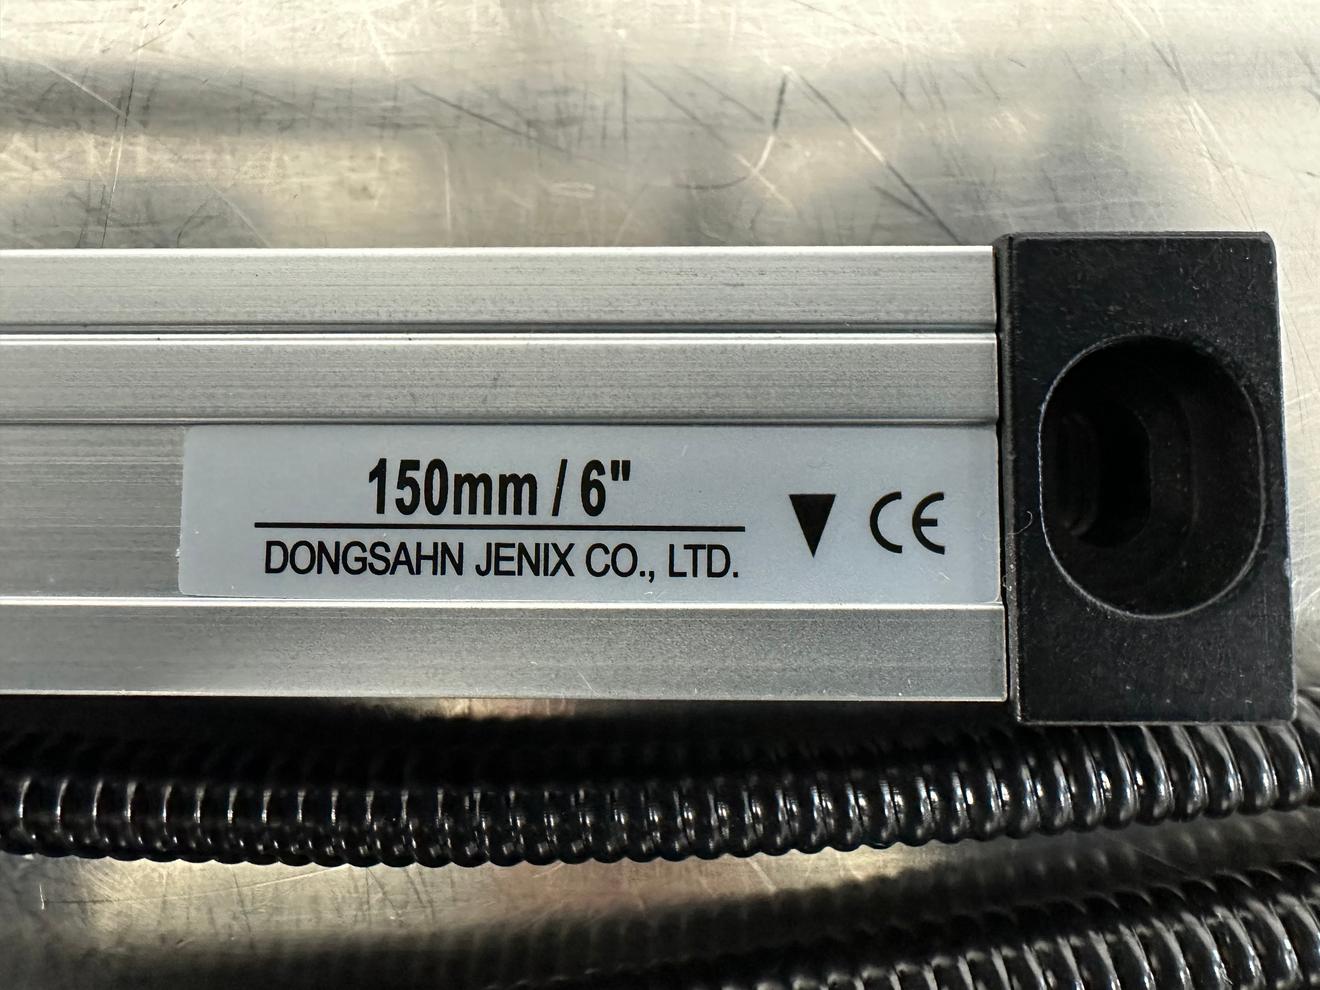 150mm / 6"
DONGSAHN JENIX CO., LTD.
CE